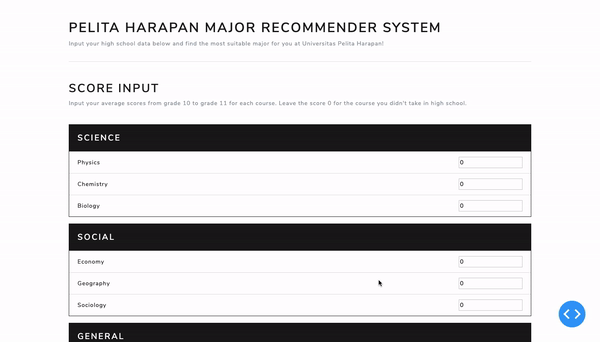 PELITA HARAPAN MAJOR RECOMMENDER SYSTEM
Input your high school data below and find the most suitable major for you at Universitas Pelita Harapan!
SCORE INPUT
Input your average scores from grade 10 to grade 11 for each course. Leave the score 0 for the course you didn't take in high school.
SCIENCE
Physics 0
Chemistry 0
Biology 0
SOCIAL
Economy 0
Geography 0
Sociology 0
GENERAL